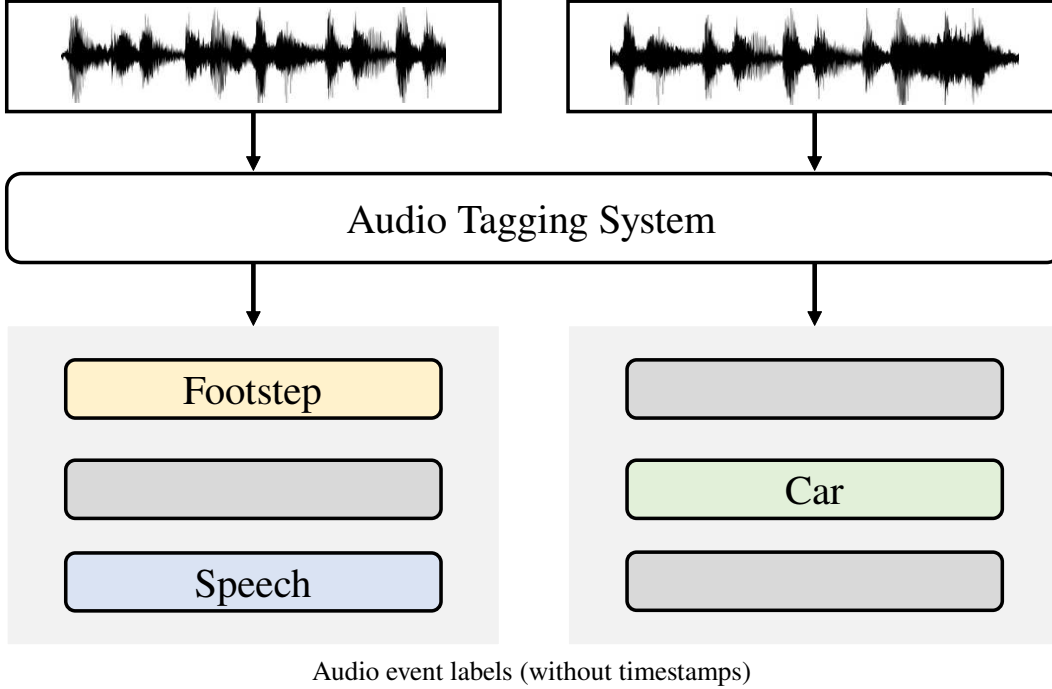 Audio Tagging System
Footstep
Car
Speech
Audio event labels (without timestamps)